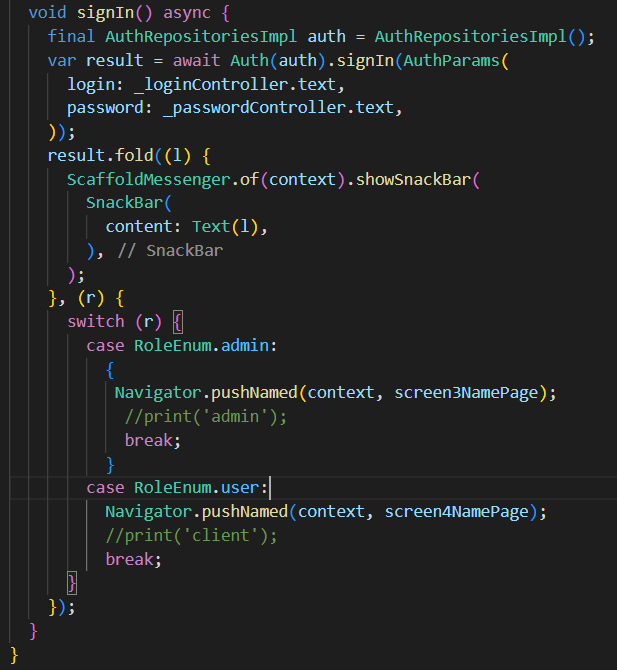 void signIn() async {
  final AuthRepositoriesImpl auth = AuthRepositoriesImpl();
  var result = await Auth(auth).signIn(AuthParams(
    login: _loginController.text,
    password: _passwordController.text,
  ));
  result.fold((l) {
    ScaffoldMessenger.of(context).showSnackBar(
      SnackBar(
        content: Text(l),
      ), // SnackBar
    );
  }, (r) {
    switch (r) {
      case RoleEnum.admin:
        {
         Navigator.pushNamed(context, screen3NamePage);
          //print('admin');
          break;
        }
      case RoleEnum.user:
        Navigator.pushNamed(context, screen4NamePage);
        //print('client');
        break;
    }
  });
}
}